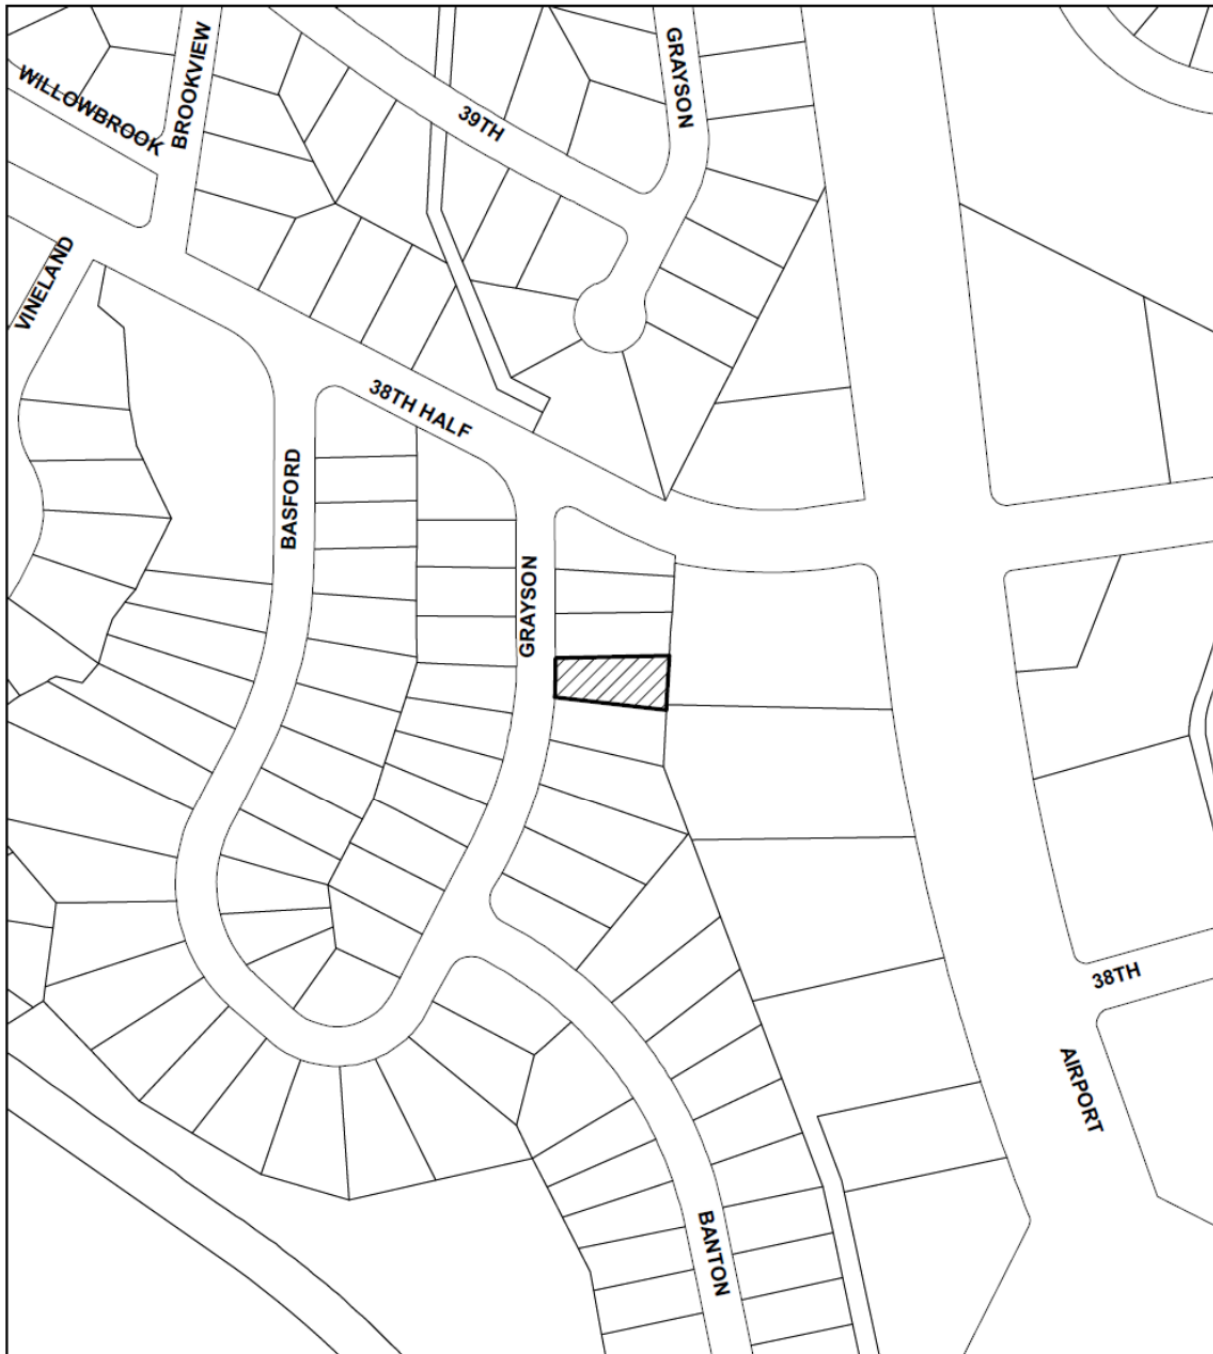 GRAYSON
BROOKVIEW
WILLOWBROOK
39TH
VINELAND
38TH HALF
BASFORD
GRAYSON
38TH
AIRPORT
BANTON